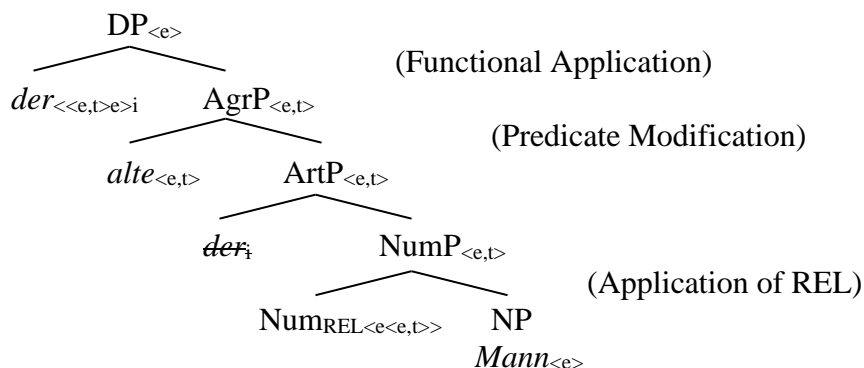 DP<e>
(Functional Application)
der<<e,t>e>i AgrP<e,t>
(Predicate Modification)
alte<e,t> ArtP<e,t>
deri NumP<e,t>
(Application of REL)
NumREL<e<e,t>> NP
Mann<e>